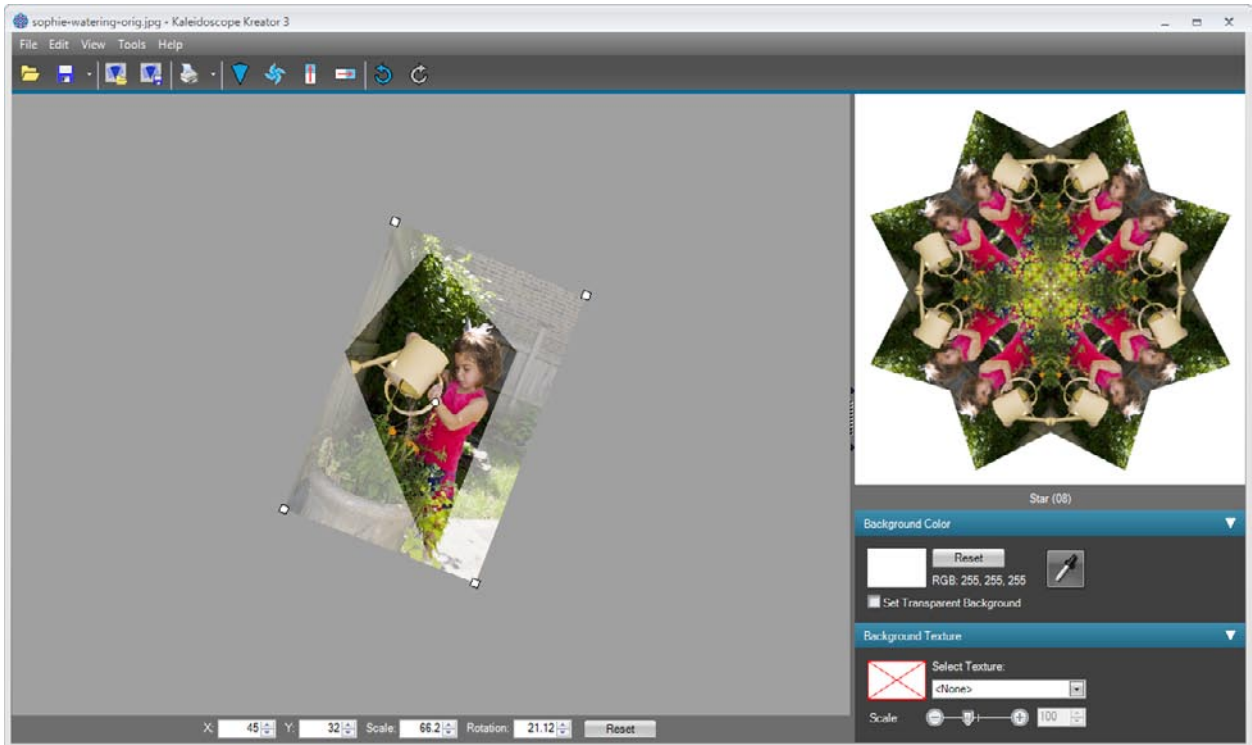 sophie-watering-orig.jpg - Kaleidoscope Kreator 3
File Edit View Tools Help
Star (08)
Background Color
Reset
RGB: 255, 255, 255
Set Transparent Background
Background Texture
Select Texture:
<None>
Scale 100
X: 45 Y: 32 Scale: 66.2 Rotation: 21.12 Reset